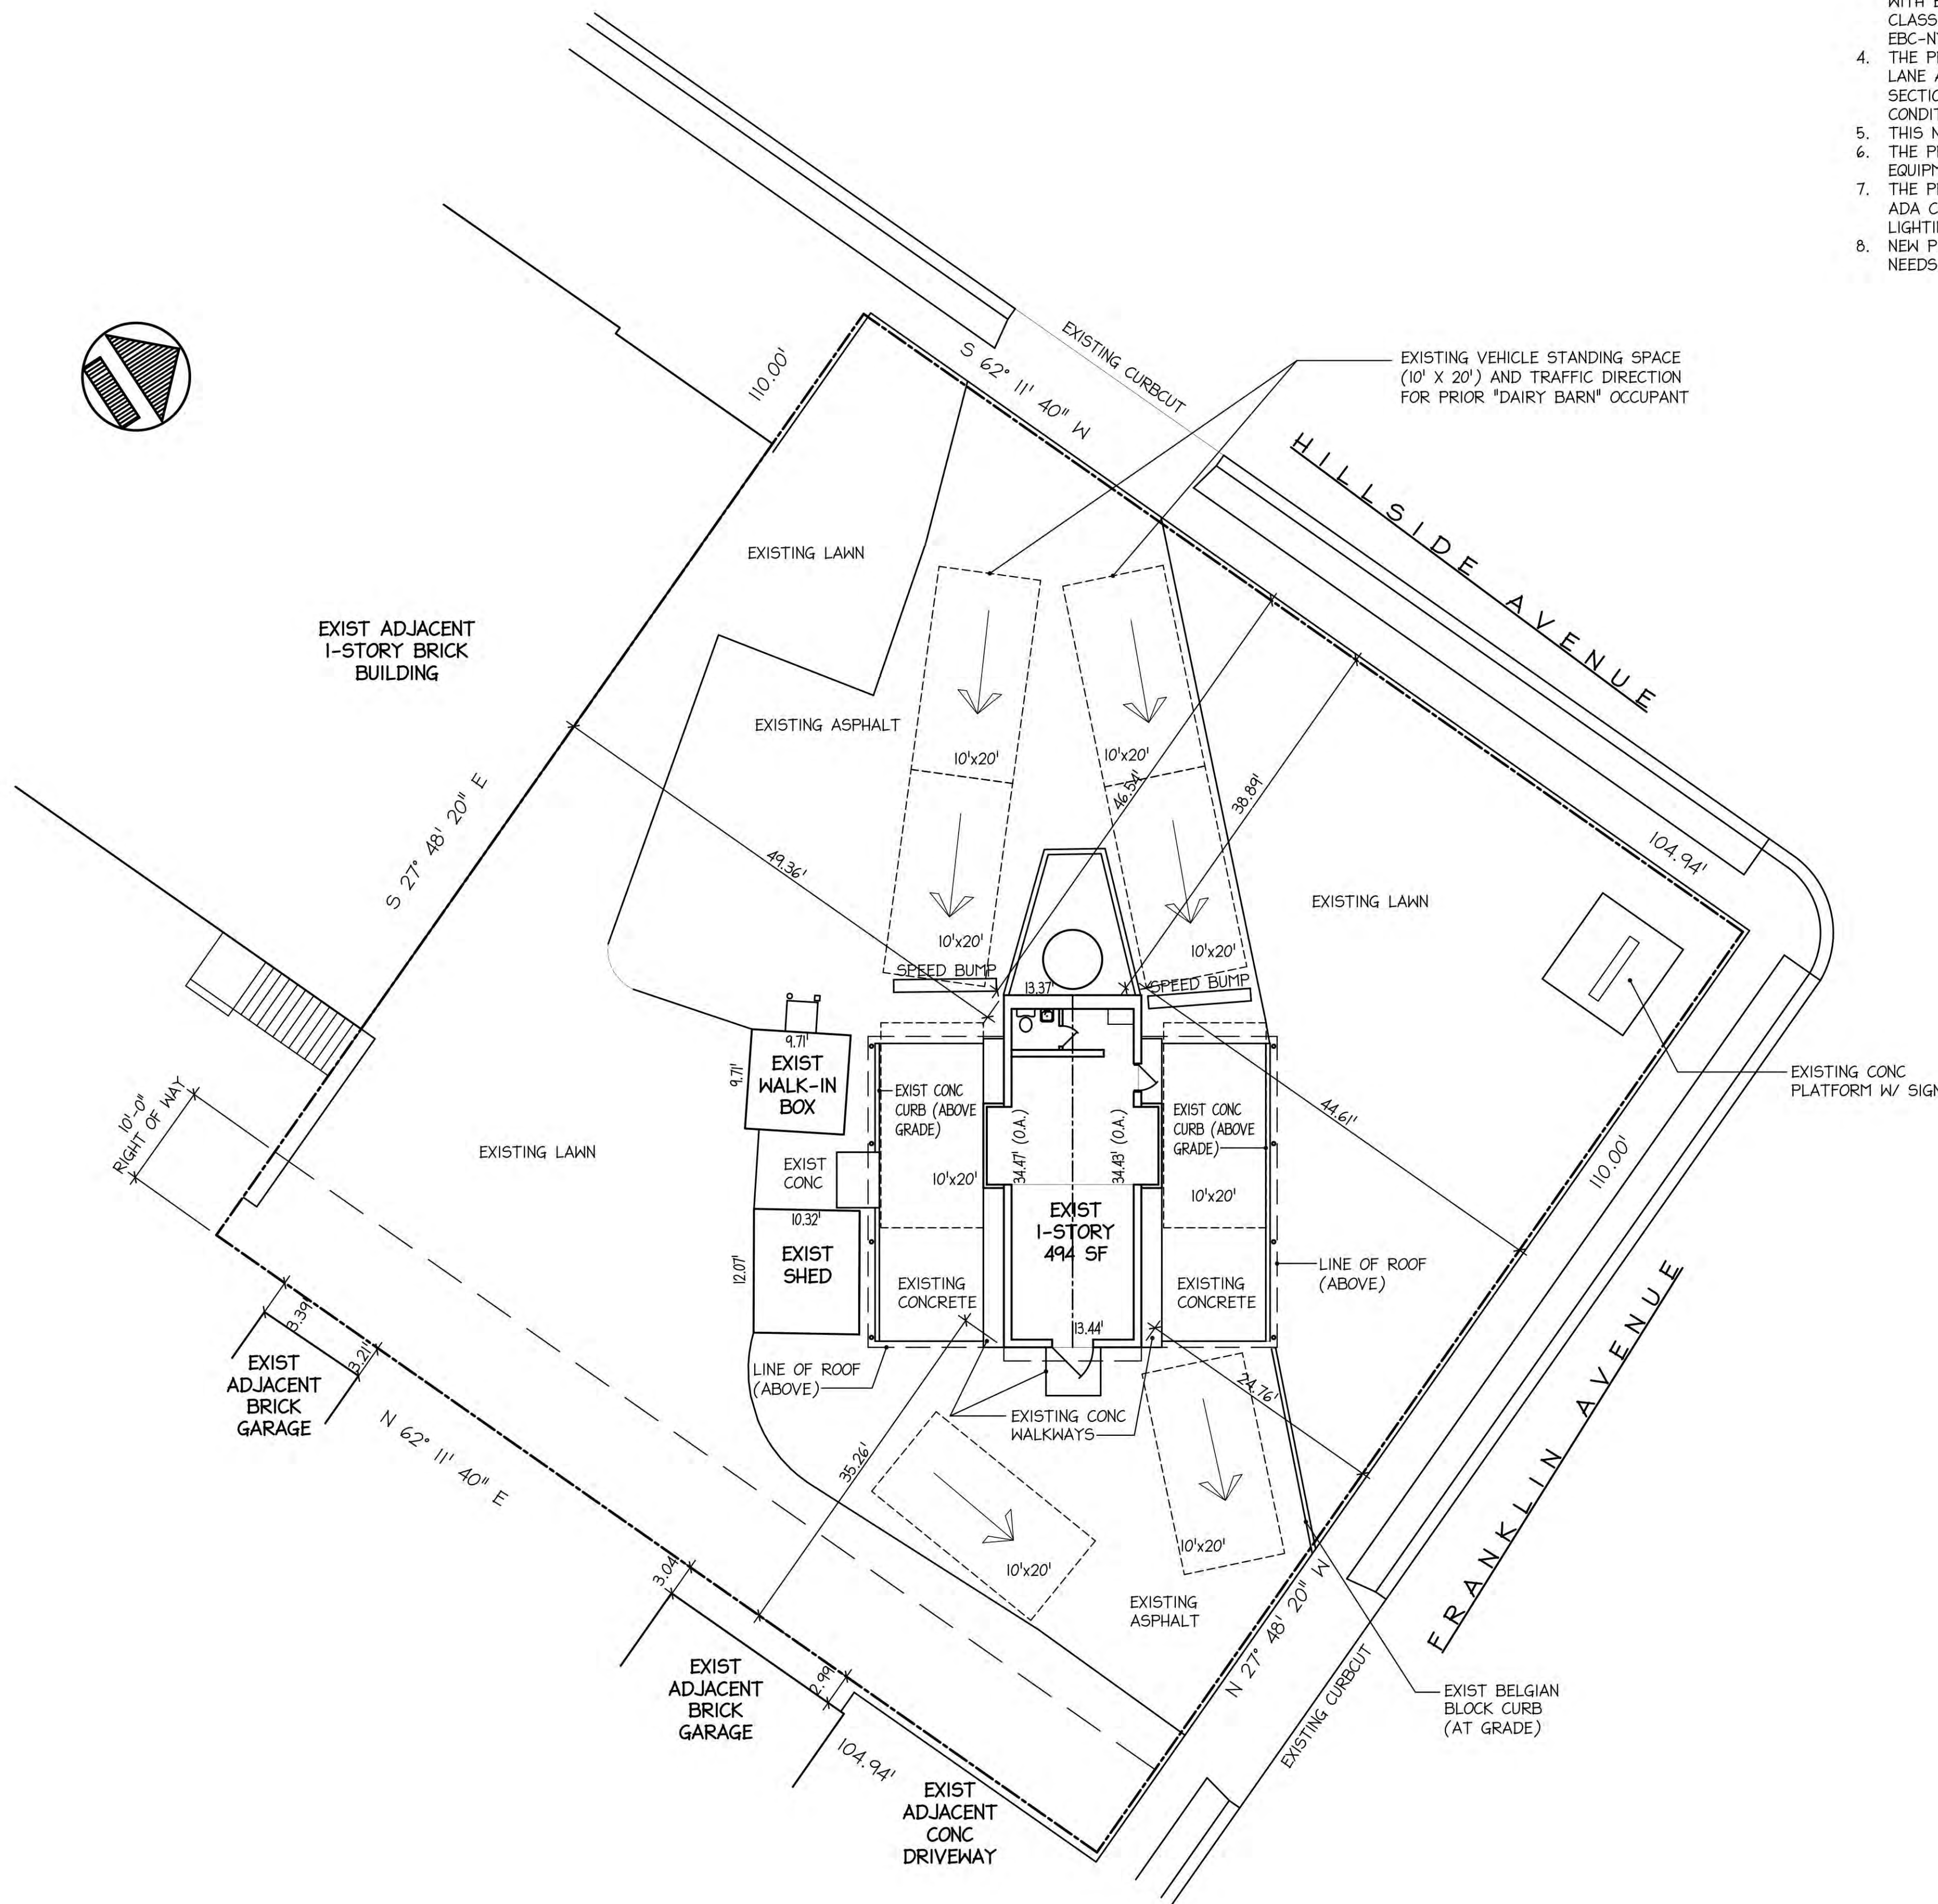 WITH
CLASS
4. THE
LANE
5. THIS
6. THE
7. THE
ADA
8. NEW
NEEDS
EXISTING CURBCUT
S 62° 11' 40" W
110.00'
EXISTING VEHICLE STANDING SPACE
(10' X 20') AND TRAFFIC DIRECTION
FOR PRIOR "DAIRY BARN" OCCUPANT
HILLSIDE AVENUE
EXISTING LAWN
EXIST ADJACENT
1-STORY BRICK
BUILDING
EXISTING ASPHALT
10'x20'
10'x20'
46.54'
38.89'
104.94'
S 27° 48' 20" E
49.36'
EXISTING LAWN
10'x20'
10'x20'
SPEED BUMP
13.37'
SPEED BUMP
9.71'
9.71'
EXIST
WALK-IN
BOX
EXIST CONC
CURB (ABOVE
GRADE)
34.47' (O.A.)
34.43' (O.A.)
EXIST CONC
CURB (ABOVE
GRADE)
EXISTING CONC
PLATFORM W/ SIGN
44.61'
10'-0"
RIGHT OF WAY
EXISTING LAWN
EXIST
CONC
10'x20'
10'x20'
110.00'
EXIST
1-STORY
494 SF
10.32'
12.07'
EXIST
SHED
EXISTING
CONCRETE
EXISTING
CONCRETE
LINE OF ROOF
(ABOVE)
13.44'
3.39'
3.21'
EXIST
ADJACENT
BRICK
GARAGE
LINE OF ROOF
(ABOVE)
24.76'
EXISTING CONC
WALKWAYS
35.26'
N 62° 11' 40" E
FRANKLIN AVENUE
10'x20'
10'x20'
EXISTING
ASPHALT
N 27° 48' 20" W
3.04'
EXIST
ADJACENT
BRICK
GARAGE
2.99'
EXISTING CURBCUT
EXIST BELGIAN
BLOCK CURB
(AT GRADE)
104.94'
EXIST
ADJACENT
CONC
DRIVEWAY